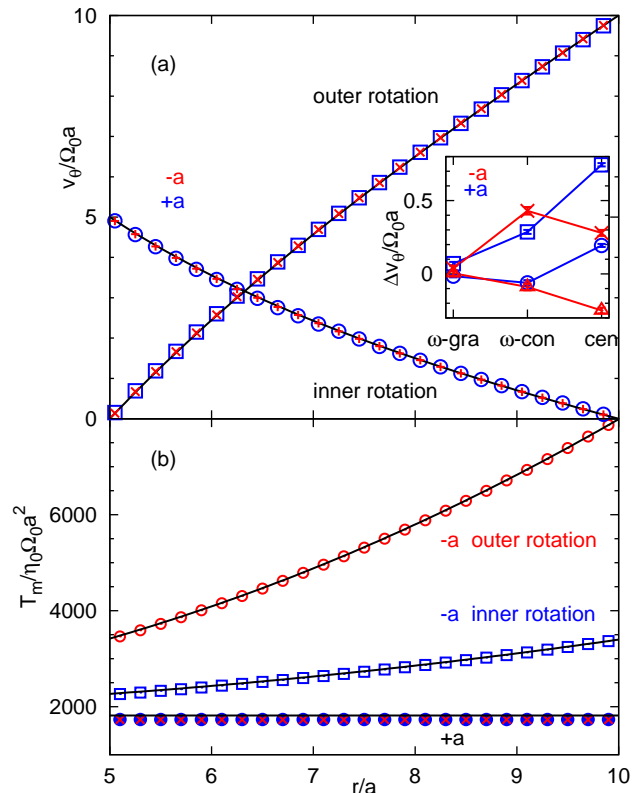 10
(a)
outer rotation
v_θ/Ω_0a
-a
+a
5
-a
+a
0.5
Δv_θ/Ω_0a
0
ω-gra ω-con cen
inner rotation
0
(b)
T_m/η_0Ω_0a^2
6000
-a outer rotation
-a inner rotation
4000
2000
+a
5 6 7 8 9 10
r/a